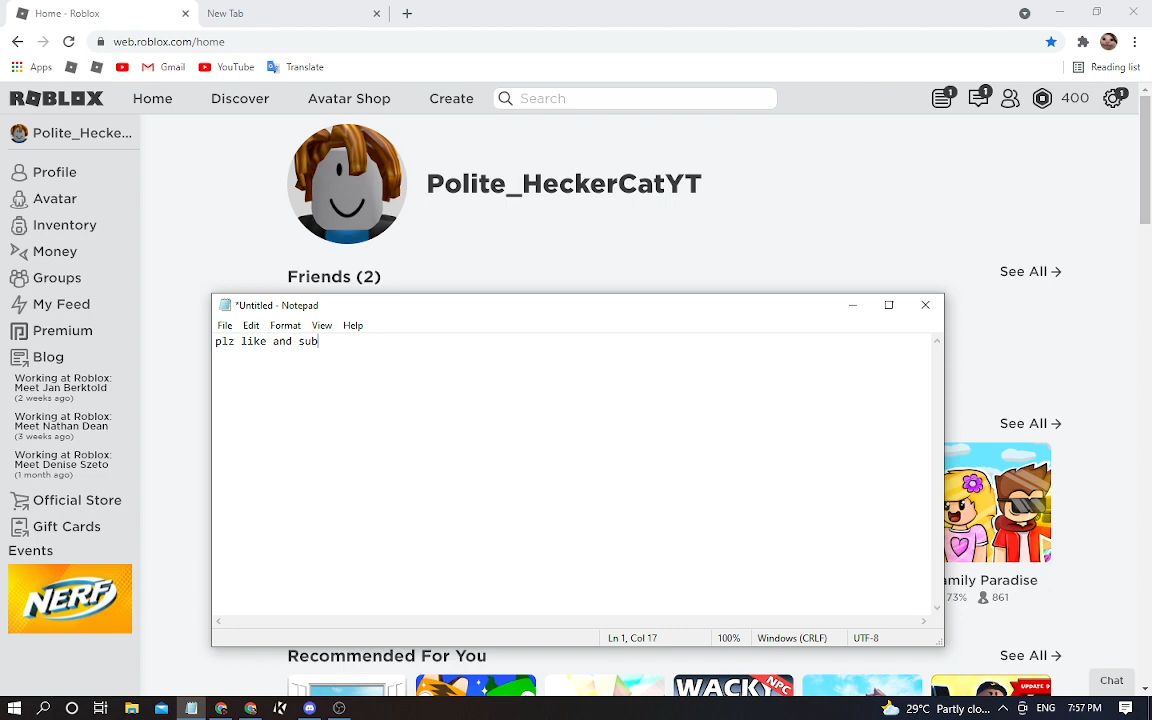 Home - Roblox
New Tab
web.roblox.com/home
Apps
Gmail
YouTube
Translate
Reading list
ROBLOX
Home
Discover
Avatar Shop
Create
Search
1
1
400
1
Polite_Hecke...
Profile
Avatar
Inventory
Money
Groups
My Feed
Premium
Blog
Working at Roblox:
Meet Jan Berktold
(2 weeks ago)
Working at Roblox:
Meet Nathan Dean
(3 weeks ago)
Working at Roblox:
Meet Denise Szeto
(1 month ago)
Official Store
Gift Cards
Events
NERF
Polite_HeckerCatYT
Friends (2)
See All
*Untitled - Notepad
File Edit Format View Help
plz like and sub
Ln 1, Col 17
100%
Windows (CRLF)
UTF-8
See All
amily Paradise
73% 861
Recommended For You
See All
WACKY
NPC
UPDATE
Chat
29°C Partly clo...
ENG
7:57 PM